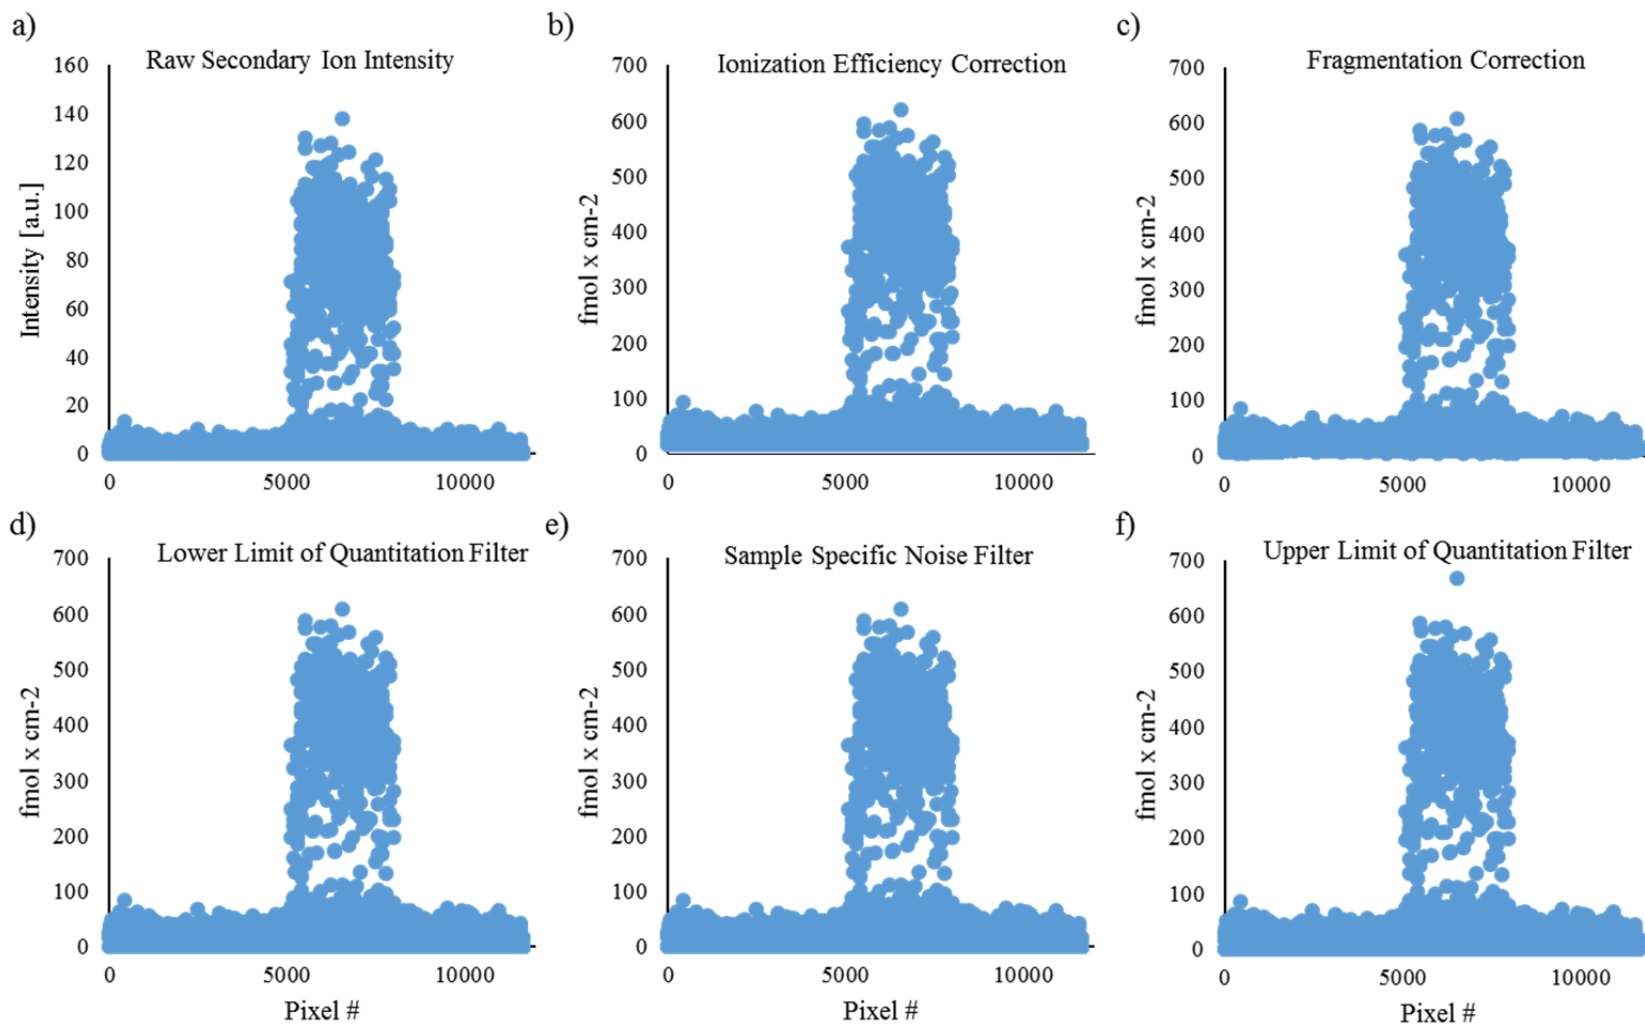 a)
Raw Secondary Ion Intensity
160
140
120
100
80
60
40
20
0
Intensity [a.u.]
0 5000 10000
b)
Ionization Efficiency Correction
700
600
500
400
300
200
100
0
fmol x cm-2
0 5000 10000
c)
Fragmentation Correction
700
600
500
400
300
200
100
0
fmol x cm-2
0 5000 10000
d)
Lower Limit of Quantitation Filter
700
600
500
400
300
200
100
0
fmol x cm-2
0 5000 10000
Pixel #
e)
Sample Specific Noise Filter
700
600
500
400
300
200
100
0
fmol x cm-2
0 5000 10000
Pixel #
f)
Upper Limit of Quantitation Filter
700
600
500
400
300
200
100
0
fmol x cm-2
0 5000 10000
Pixel #